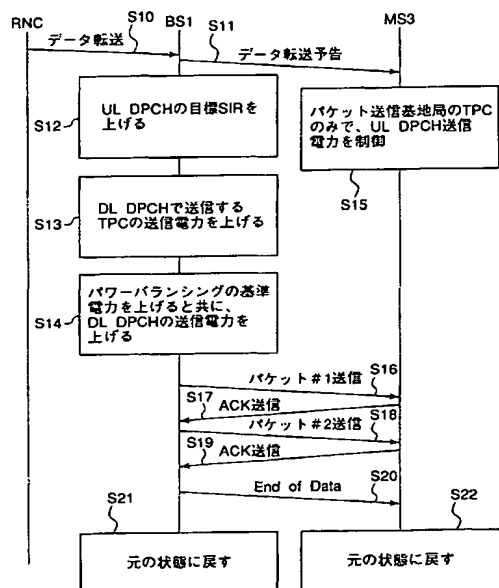 RNC
S10
BS1
S11
MS3
データ転送
データ転送予告
S12
UL DPCHの目標SIRを
上げる
パケット送信基地局のTPC
のみで、UL DPCH送信
電力を制御
S15
S13
DL DPCHで送信する
TPCの送信電力を上げる
S14
パワーバランシングの基準
電力を上げると共に、
DL DPCHの送信電力を
上げる
S16
パケット#1送信
S17
ACK送信
S18
パケット#2送信
S19
ACK送信
S20
End of Data
S21
元の状態に戻す
S22
元の状態に戻す